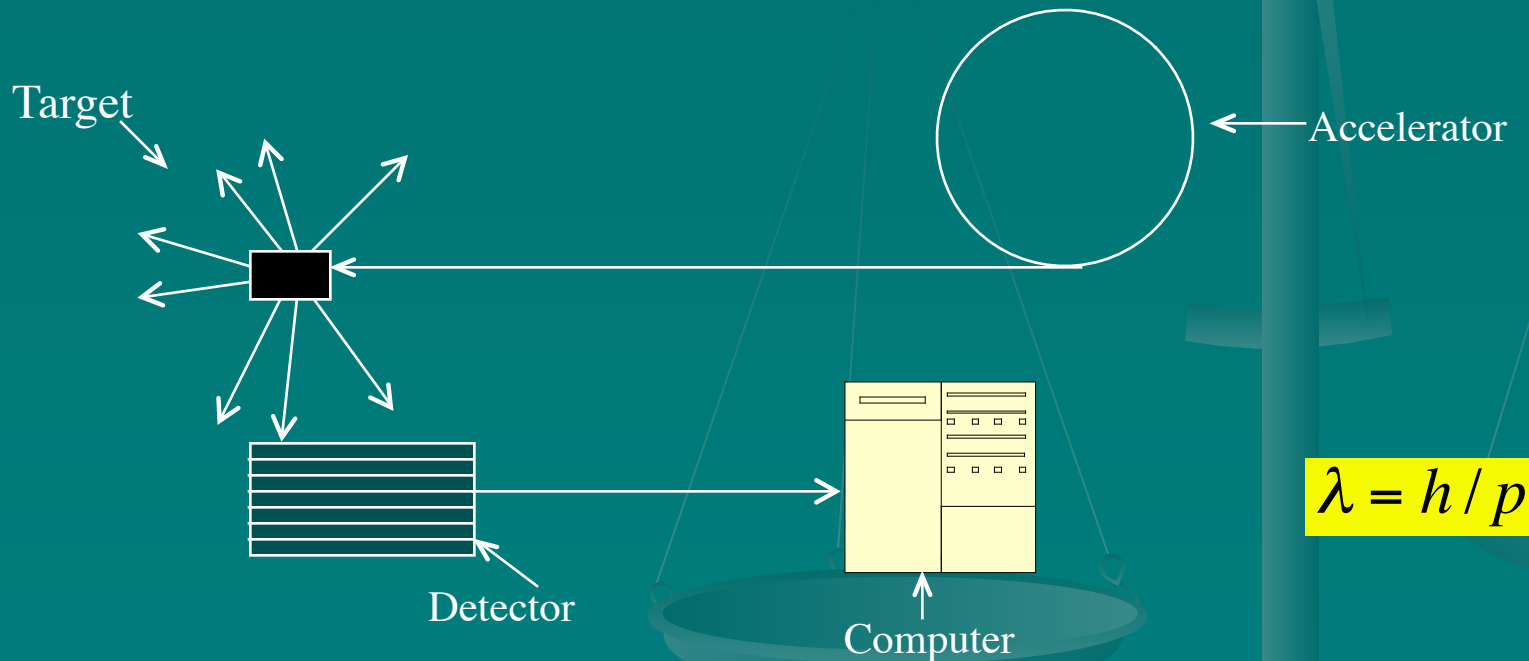 Target
Accelerator
λ = h / p
Detector
Computer